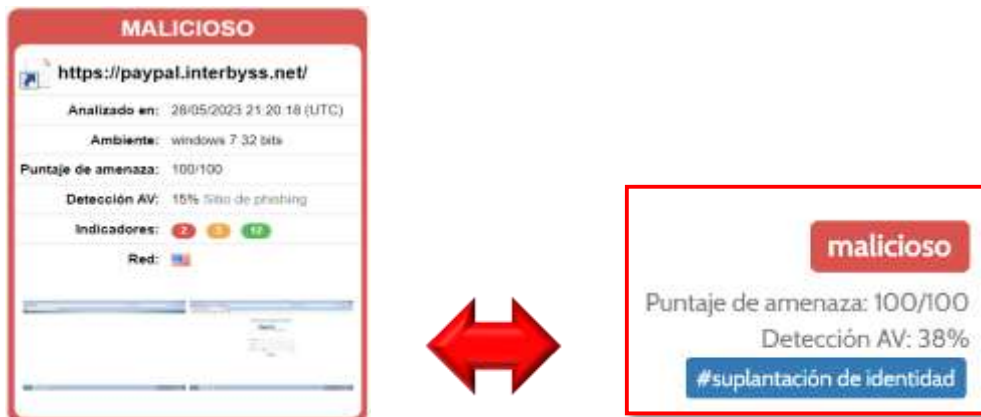 MALICIOSO
https://paypal.interbyss.net/
Analizado en: 28/05/2023 21:20:18 (UTC)
Ambiente: windows 7 32 bits
Puntaje de amenaza: 100/100
Detección AV: 15% Sitio de phishing
Indicadores: 2 12
Red:
malicioso
Puntaje de amenaza: 100/100
Detección AV: 38%
#suplantación de identidad